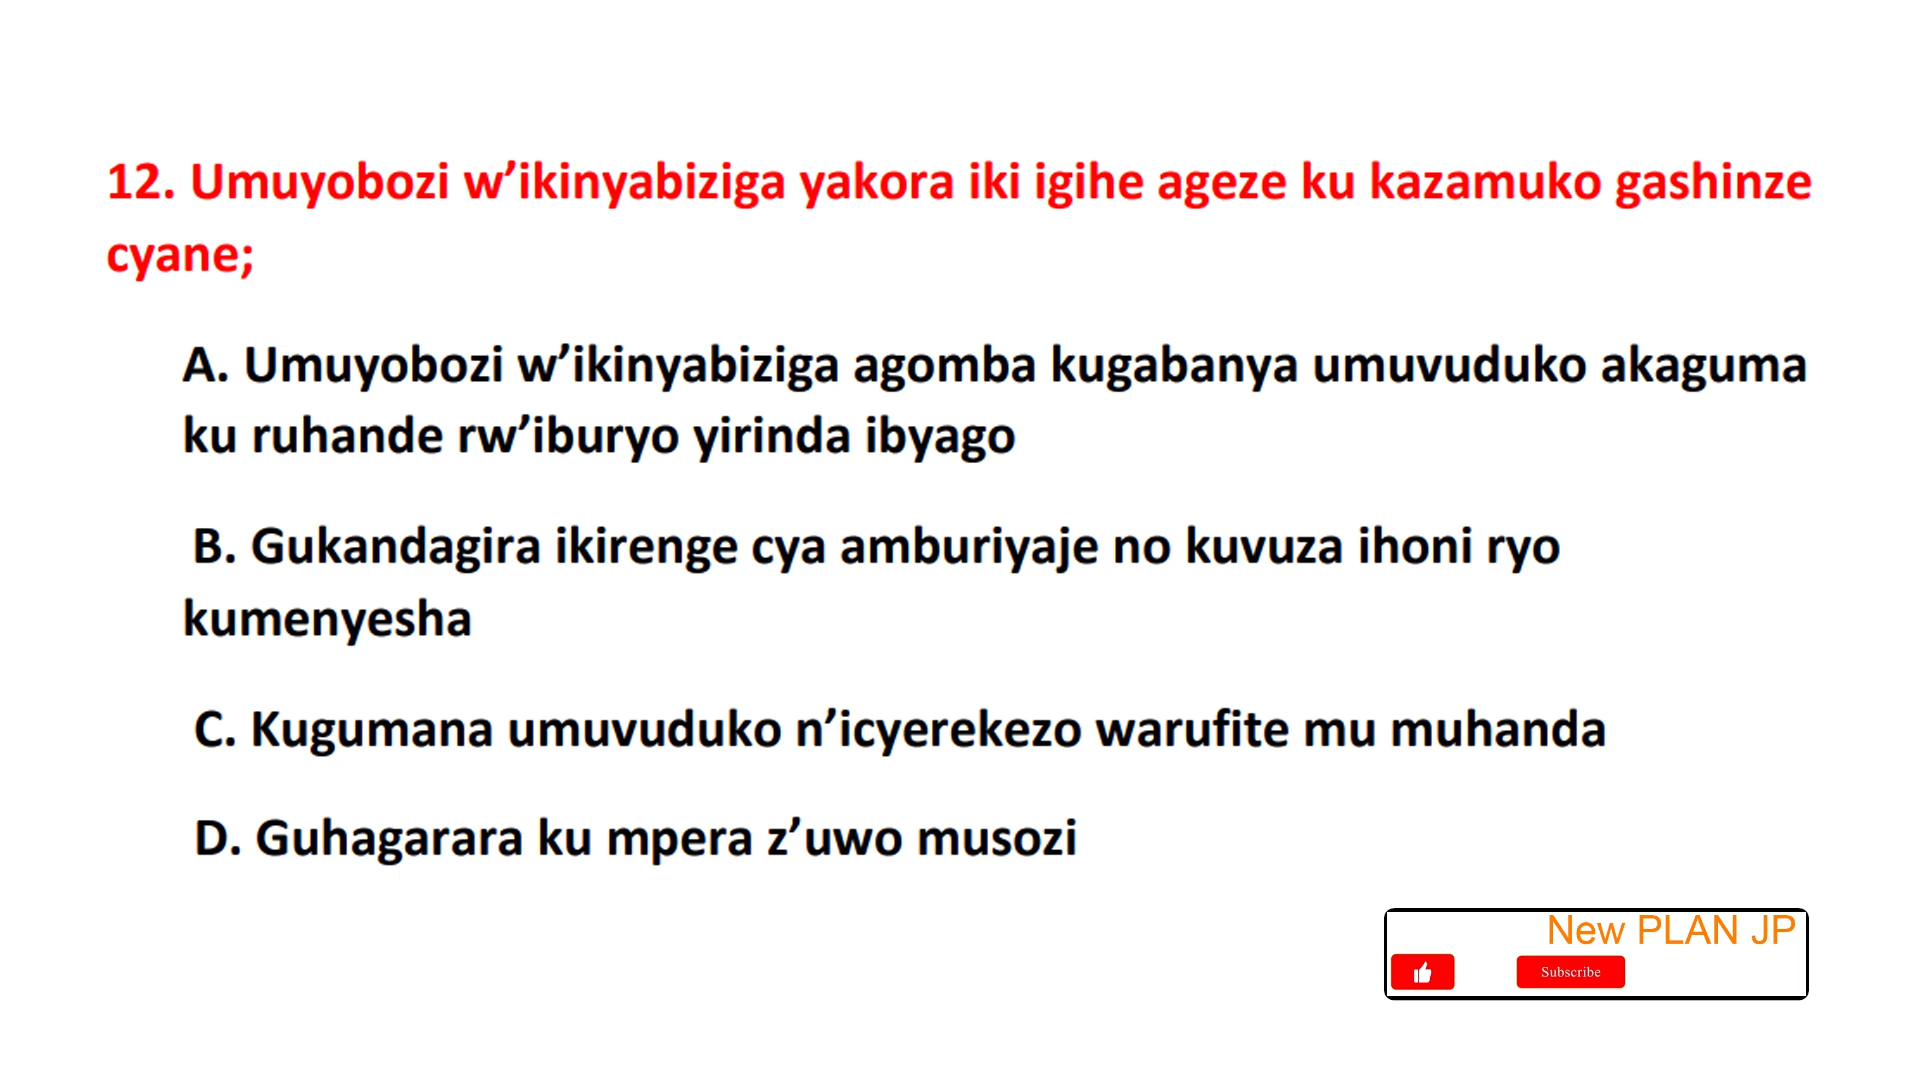 12. Umuyobozi w’ikinyabiziga yakora iki igihe ageze ku kazamuko gashinze
cyane;
A. Umuyobozi w’ikinyabiziga agomba kugabanya umuvuduko akaguma
ku ruhande rw’iburyo yirinda ibyago
B. Gukandagira ikirenge cya amburiyaje no kuvuza ihoni ryo
kumenyesha
C. Kugumana umuvuduko n’icyerekezo warufite mu muhanda
D. Guhagarara ku mpera z’uwo musozi
New PLAN JP
Subscribe